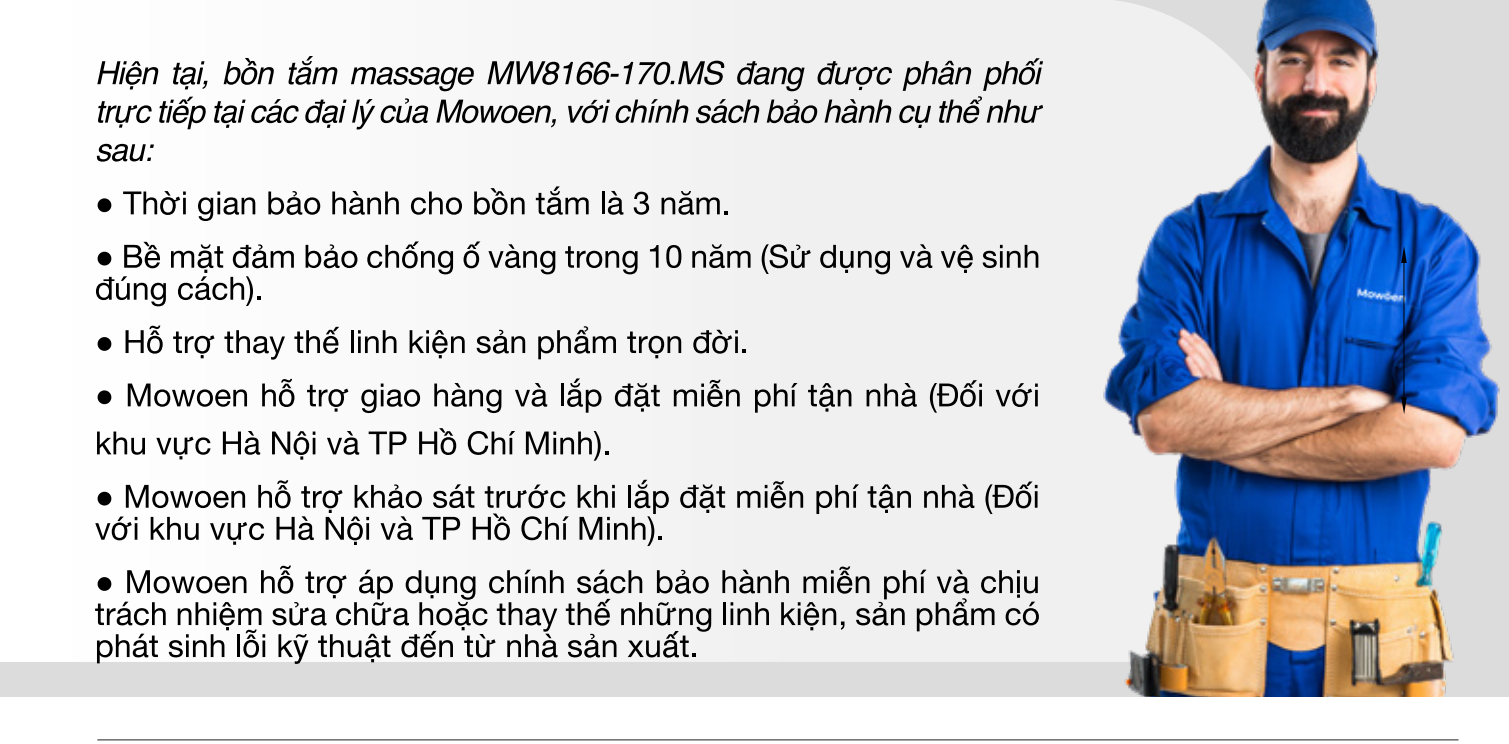 Hiện tại, bồn tắm massage MW8166-170.MS đang được phân phối
trực tiếp tại các đại lý của Mowoen, với chính sách bảo hành cụ thể như
sau:
● Thời gian bảo hành cho bồn tắm là 3 năm.
● Bề mặt đảm bảo chống ố vàng trong 10 năm (Sử dụng và vệ sinh
đúng cách).
● Hỗ trợ thay thế linh kiện sản phẩm trọn đời.
● Mowoen hỗ trợ giao hàng và lắp đặt miễn phí tận nhà (Đối với
khu vực Hà Nội và TP Hồ Chí Minh).
● Mowoen hỗ trợ khảo sát trước khi lắp đặt miễn phí tận nhà (Đối
với khu vực Hà Nội và TP Hồ Chí Minh).
● Mowoen hỗ trợ áp dụng chính sách bảo hành miễn phí và chịu
trách nhiệm sửa chữa hoặc thay thế những linh kiện, sản phẩm có
phát sinh lỗi kỹ thuật đến từ nhà sản xuất.
Mowöen